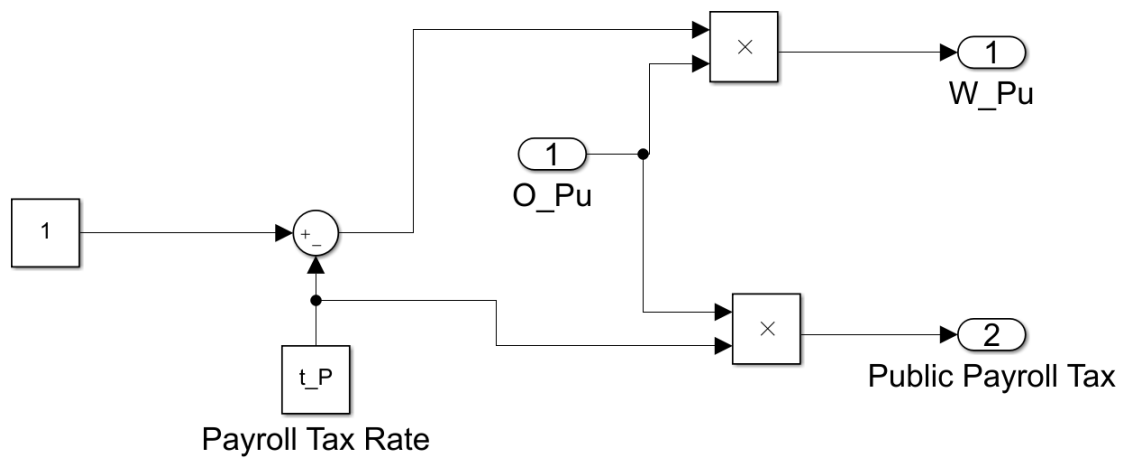 ×
1
W_Pu
1
O_Pu
1
+
−
×
2
t_P
Public Payroll Tax
Payroll Tax Rate